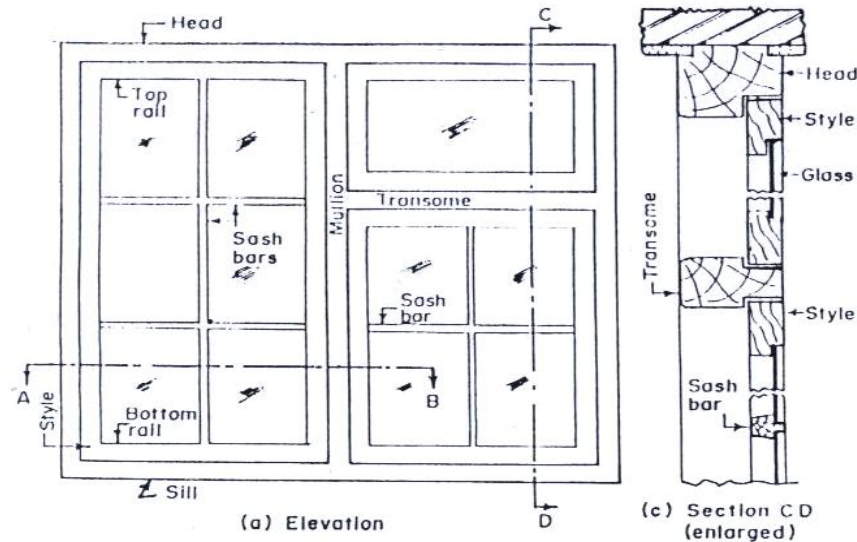 Head
C
Top
rail
Mullion
Transome
Sash
bars
Sash
bar
A
B
Style
Bottom
rail
Sill
(a) Elevation
D
Head
Style
Glass
Transome
Style
Sash
bar
(c) Section CD
(enlarged)